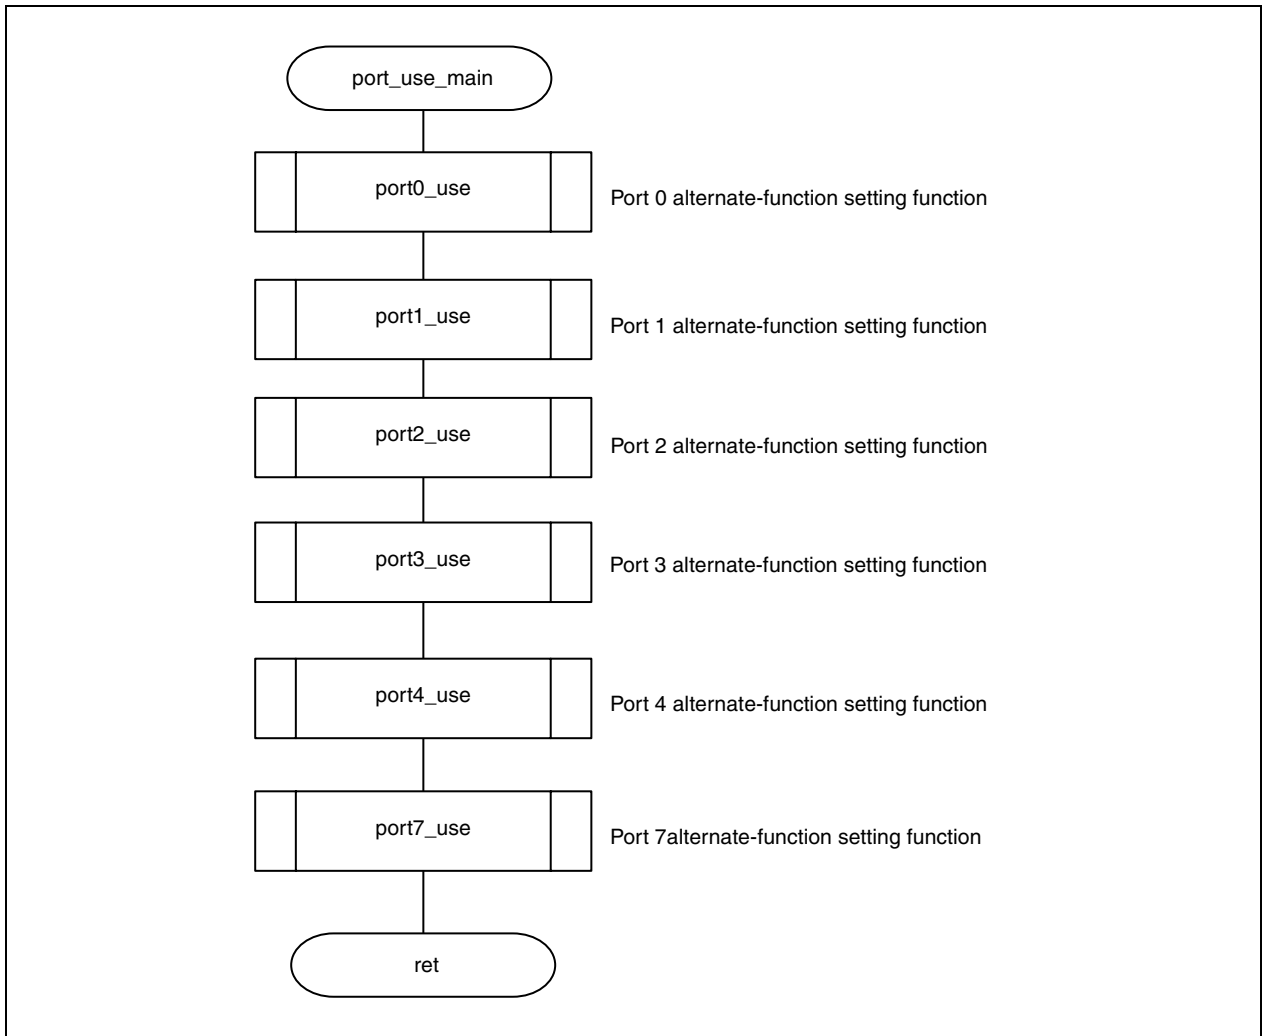 port_use_main
port0_use
Port 0 alternate-function setting function
port1_use
Port 1 alternate-function setting function
port2_use
Port 2 alternate-function setting function
port3_use
Port 3 alternate-function setting function
port4_use
Port 4 alternate-function setting function
port7_use
Port 7alternate-function setting function
ret